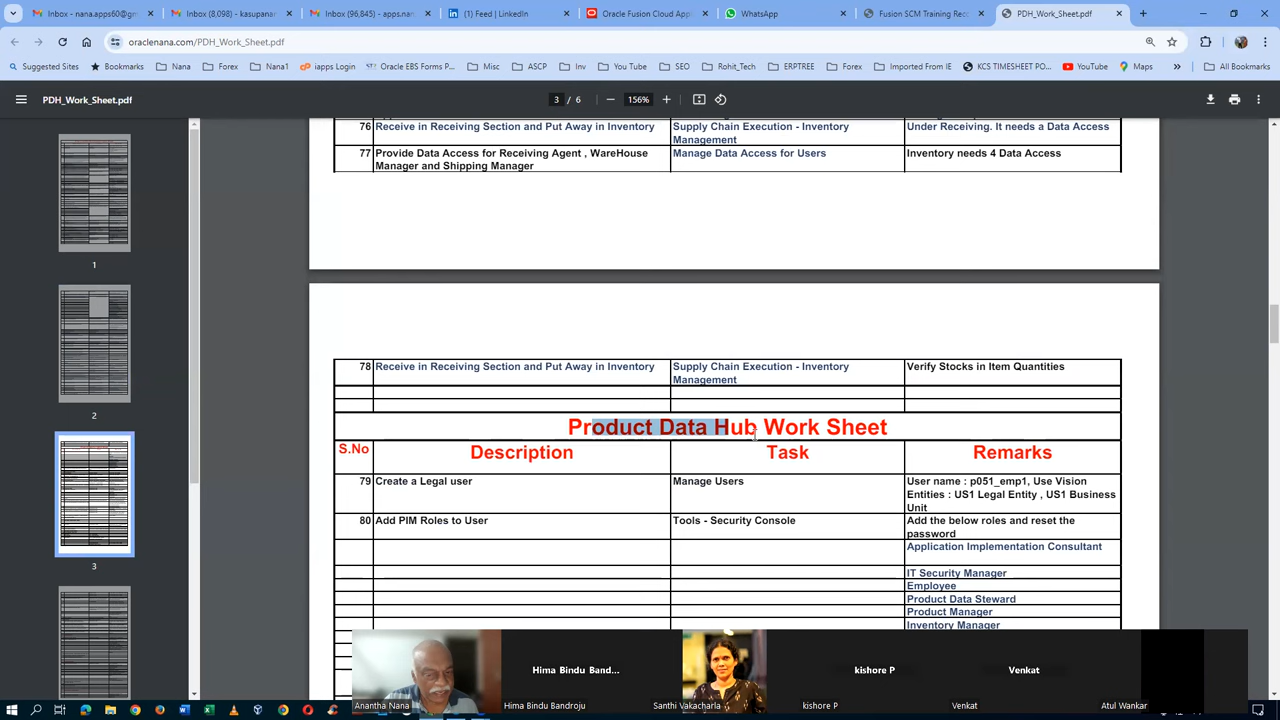 Inbox (2) - nana.apps9@gm
Inbox (8,098) - kasupanan
Inbox (96,845) - apps.nan
(1) Feed | LinkedIn
Oracle Fusion Cloud Appl
WhatsApp
Fusion SCM Training Rec
PDH_Work_Sheet.pdf
oraclenana.com/PDH_Work_Sheet.pdf
Suggested Sites
Bookmarks
Nana
Forex
Nana1
iapps Login
Oracle EBS Forms P...
Misc
ASCP
Inv
You Tube
SEO
Rohit_Tech
ERPTREE
Forex
Imported From IE
KCS TIMESHEET PO...
YouTube
Maps
All Bookmarks
PDH_Work_Sheet.pdf
3 / 6
156%
76 Receive in Receiving Section and Put Away in Inventory
Supply Chain Execution - Inventory
Management
Under Receiving. It needs a Data Access
77 Provide Data Access for Receiving Agent , WareHouse
Manager and Shipping Manager
Manage Data Access for Users
Inventory needs 4 Data Access
1
2
3
78 Receive in Receiving Section and Put Away in Inventory
Supply Chain Execution - Inventory
Management
Verify Stocks in Item Quantities
Product Data Hub Work Sheet
S.No
Description
Task
Remarks
79 Create a Legal user
Manage Users
User name : p051_emp1, Use Vision
Entities : US1 Legal Entity , US1 Business
Unit
80 Add PIM Roles to User
Tools - Security Console
Add the below roles and reset the
password
Application Implementation Consultant
IT Security Manager
Employee
Product Data Steward
Product Manager
Inventory Manager
Hima Bindu Band...
kishore P
Venkat
Anantha Nana
Hima Bindu Bandroju
Santhi Vakacharla
kishore P
Venkat
Atul Wankar